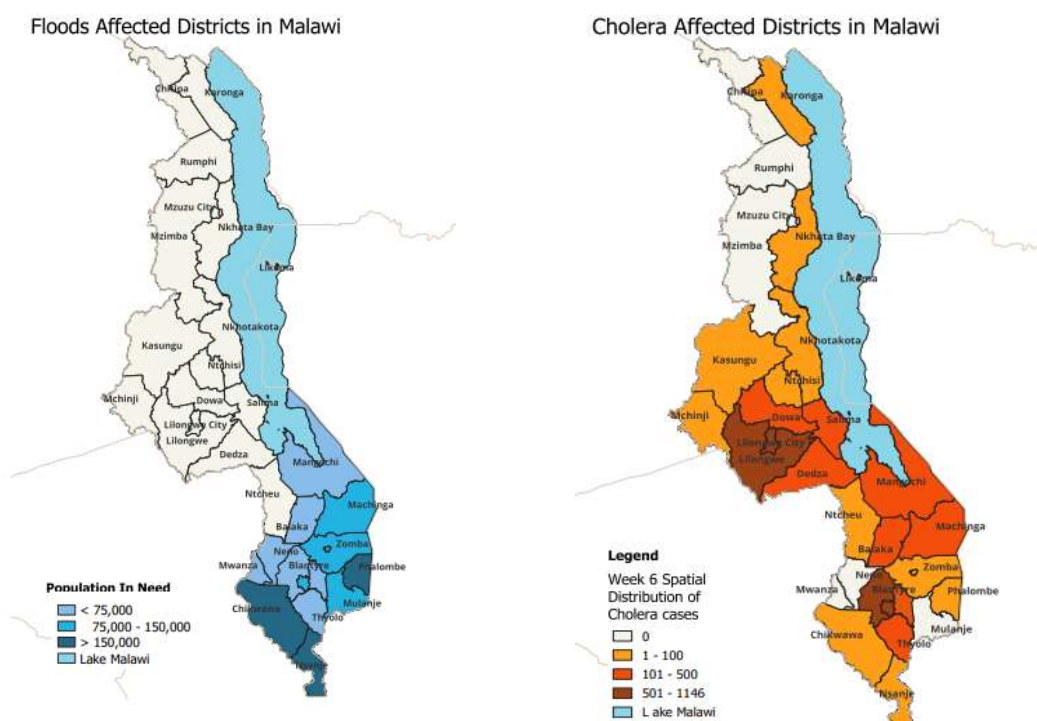 Floods Affected Districts in Malawi
Chitipa
Karonga
Rumphi
Mzuzu City
Nkhata Bay
Mzimba
Likoma
Nkhotakota
Kasungu
Ntchisi
Mchinji
Dowa
Salima
Lilongwe City
Lilongwe
Dedza
Mangochi
Ntcheu
Machinga
Balaka
Zomba
Neno
Mwanza
Blantyre
Phalombe
Chikwawa
Mulanje
Thyolo
Nsanje
Population In Need
< 75,000
75,000 - 150,000
> 150,000
Lake Malawi
Cholera Affected Districts in Malawi
Chitipa
Karonga
Rumphi
Mzuzu City
Nkhata Bay
Mzimba
Likoma
Nkhotakota
Kasungu
Ntchisi
Mchinji
Dowa
Salima
Lilongwe City
Lilongwe
Dedza
Mangochi
Ntcheu
Machinga
Balaka
Zomba
Neno
Mwanza
Blantyre
Phalombe
Mulanje
Chikwawa
Thyolo
Nsanje
Legend
Week 6 Spatial
Distribution of
Cholera cases
0
1 - 100
101 - 500
501 - 1146
L ake Malawi